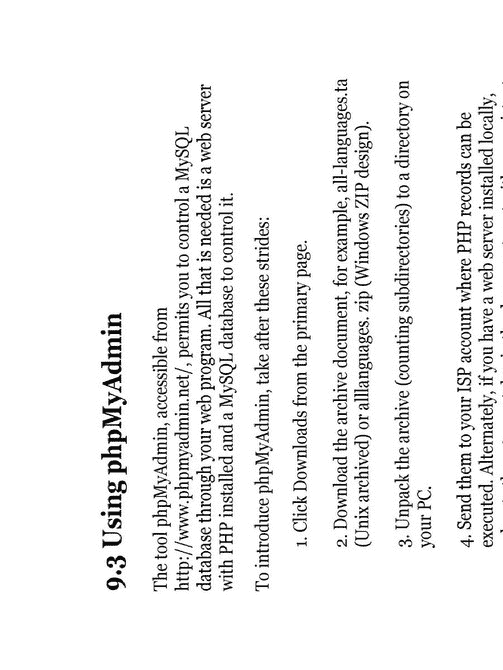 9.3 Using phpMyAdmin
The tool phpMyAdmin, accessible from
http://www.phpmyadmin.net/, permits you to control a MySQL
database through your web program. All that is needed is a web server
with PHP installed and a MySQL database to control it.
To introduce phpMyAdmin, take after these strides:
1. Click Downloads from the primary page.
2. Download the archive document, for example, all-languages.ta
(Unix archived) or alllanguages. zip (Windows ZIP design).
3. Unpack the archive (counting subdirectories) to a directory on
your PC.
4. Send them to your ISP account where PHP records can be
executed. Alternately, if you have a web server installed locally,